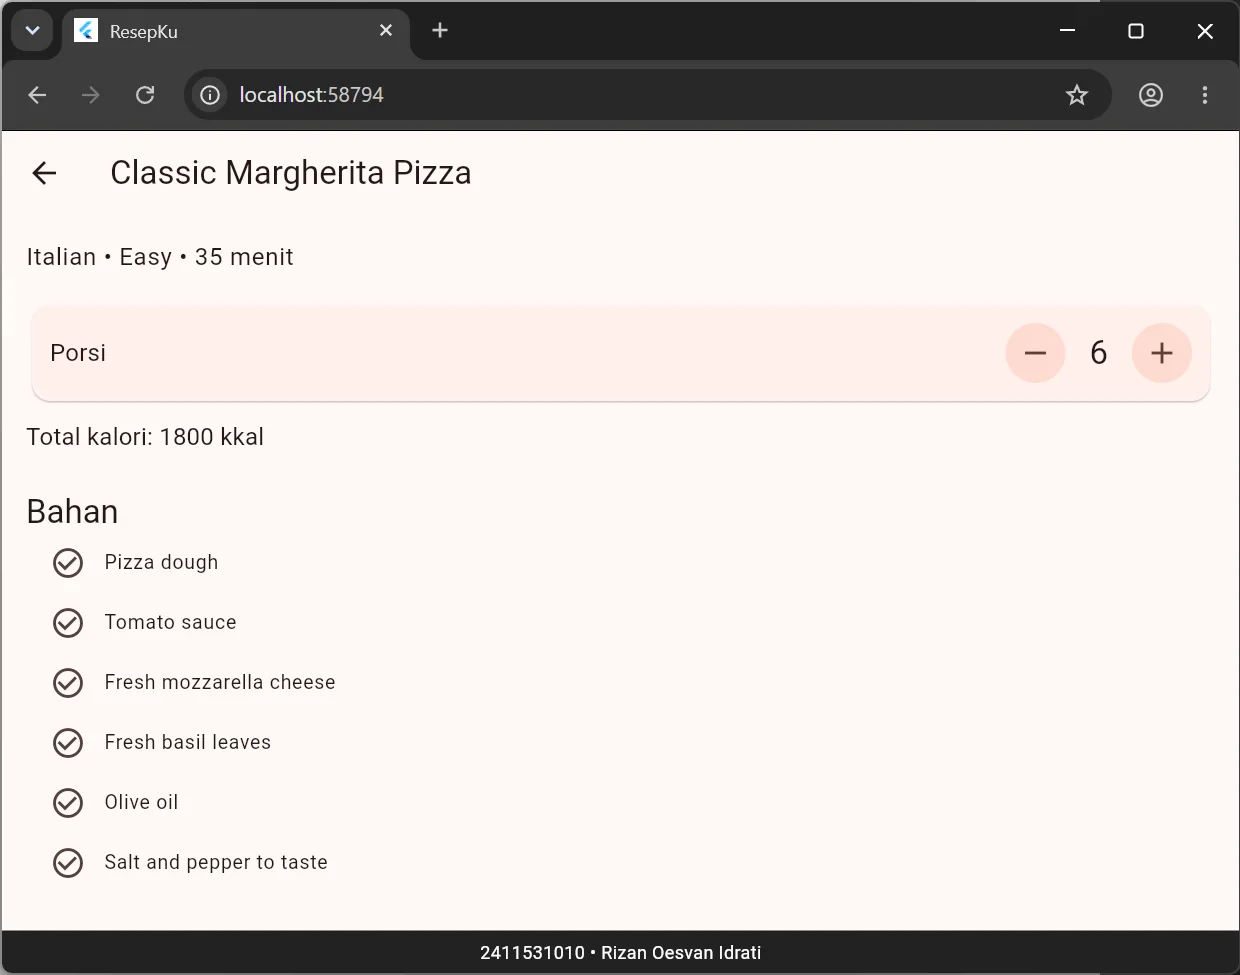 ResepKu
localhost:58794
Classic Margherita Pizza
Italian • Easy • 35 menit
Porsi
6
Total kalori: 1800 kkal
Bahan
Pizza dough
Tomato sauce
Fresh mozzarella cheese
Fresh basil leaves
Olive oil
Salt and pepper to taste
2411531010 • Rizan Oesvan Idrati